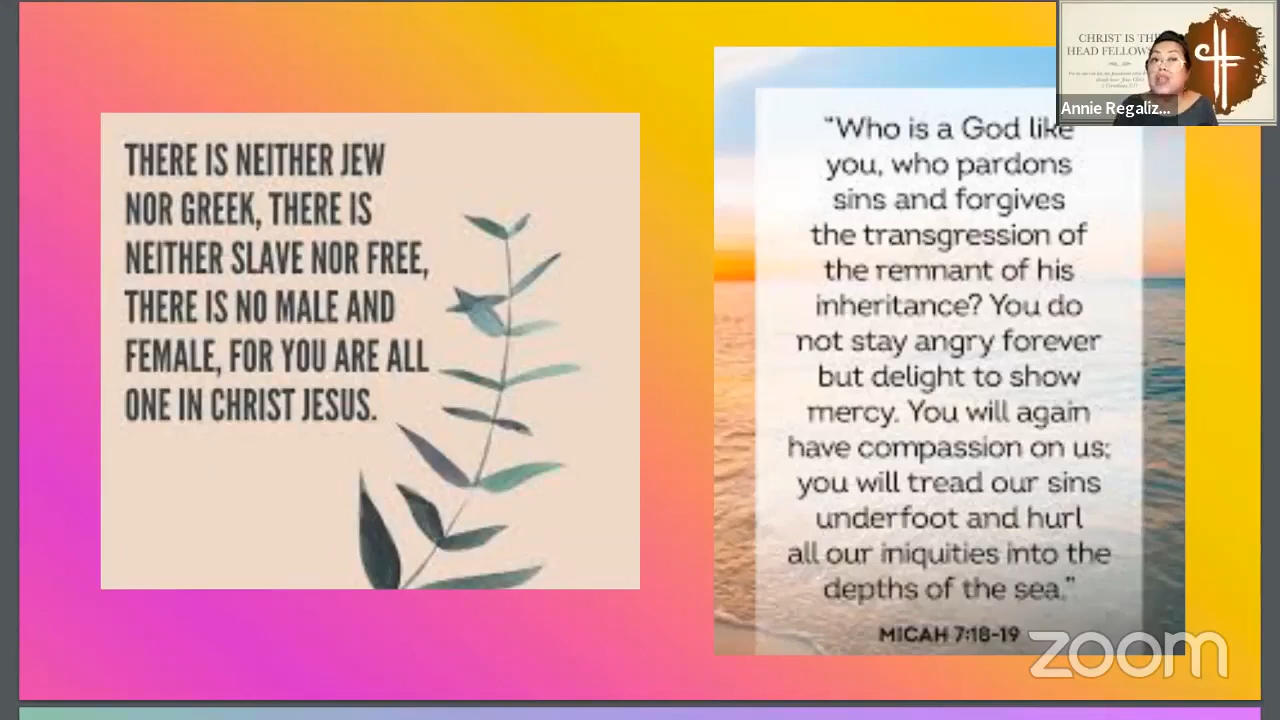 THERE IS NEITHER JEW
NOR GREEK, THERE IS
NEITHER SLAVE NOR FREE,
THERE IS NO MALE AND
FEMALE, FOR YOU ARE ALL
ONE IN CHRIST JESUS.
“Who is a God like
you, who pardons
sins and forgives
the transgression of
the remnant of his
inheritance? You do
not stay angry forever
but delight to show
mercy. You will again
have compassion on us;
you will tread our sins
underfoot and hurl
all our iniquities into the
depths of the sea.”
MICAH 7:18-19
CHRIST IS THE
HEAD FELLOWS
Annie Regaliz...
zoom